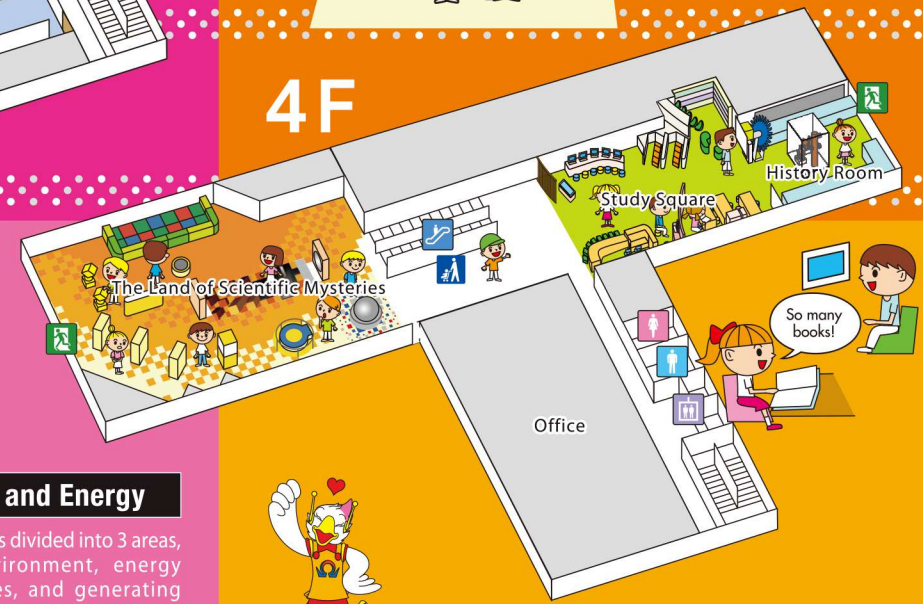 4F
History Room
Study Square
The Land of Scientific Mysteries
So many
books!
Office
and Energy
s divided into 3 areas,
ironment, energy
es, and generating